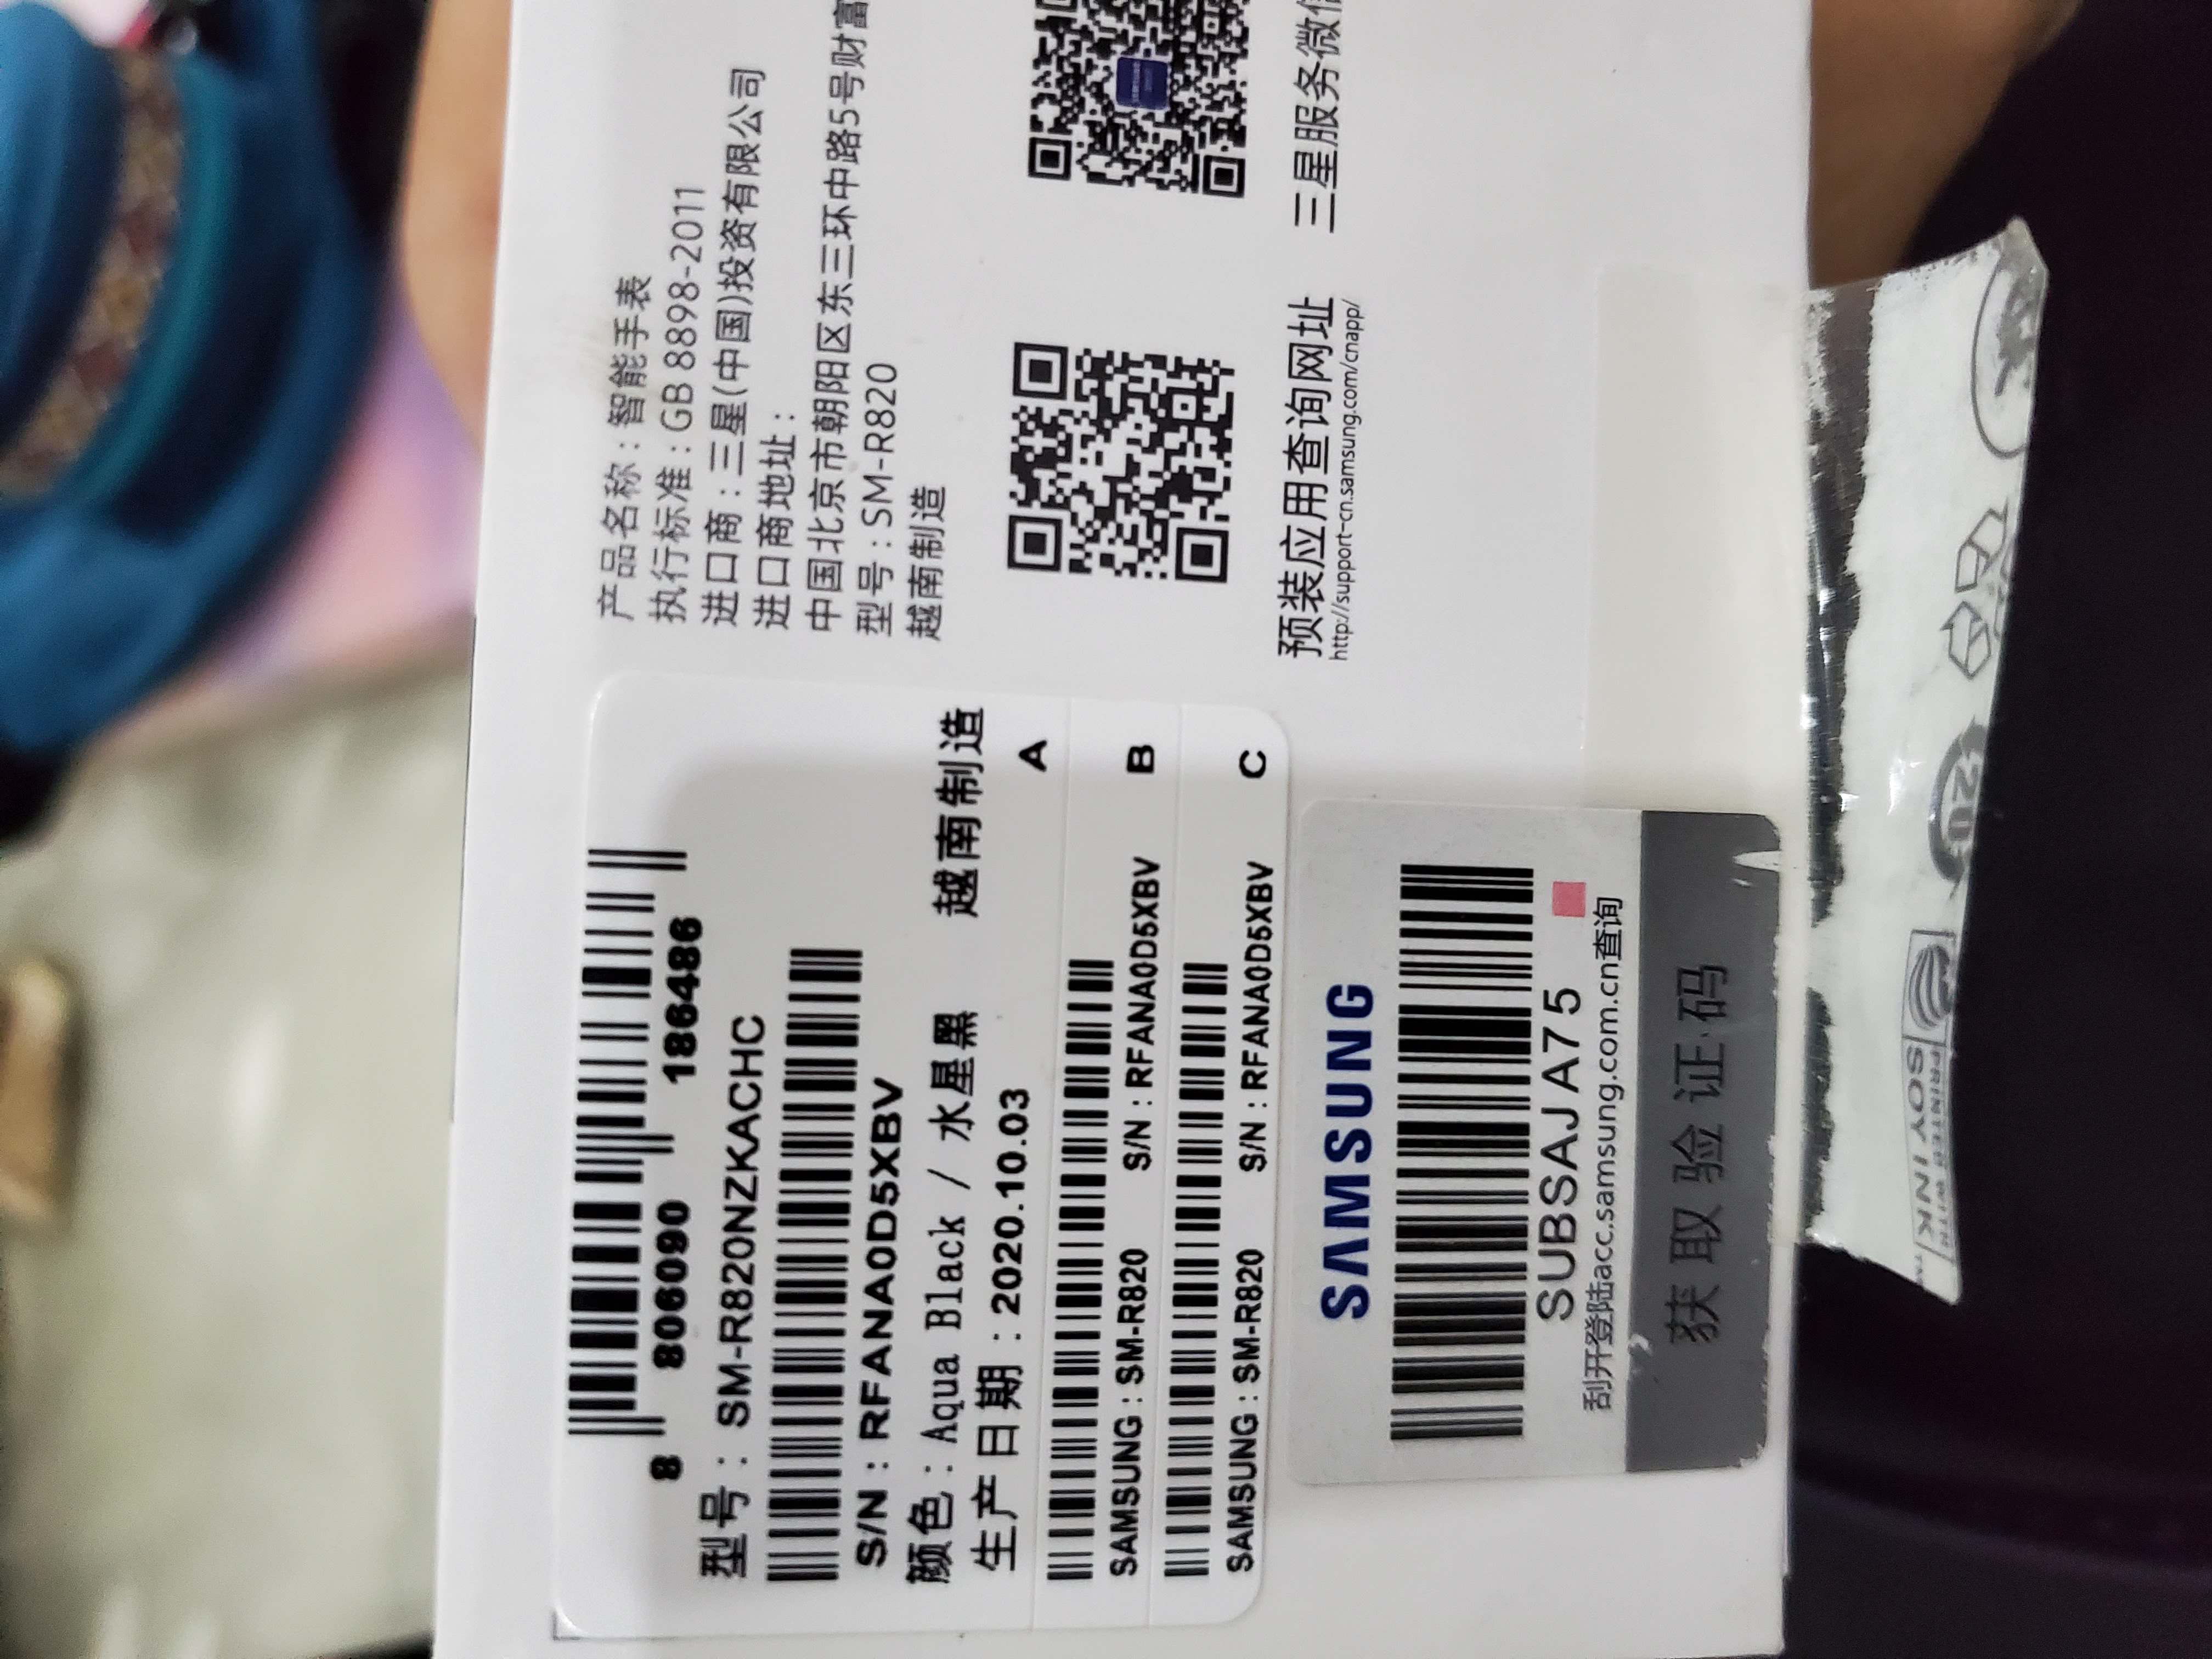 8 806090 186486
型号：SM-R820NZKACHC
S/N：RFANA0D5XBV
颜色：Aqua Black / 水星黑 越南制造
生产日期：2020.10.03
A
B
SAMSUNG：SM-R820 S/N：RFANA0D5XBV
C
SAMSUNG：SM-R820 S/N：RFANA0D5XBV
SAMSUNG
SUBSAJA75
刮开登陆acc.samsung.com.cn查询
获取验证码
产品名称：智能手表
执行标准：GB 8898-2011
进口商：三星(中国)投资有限公司
进口商地址：
中国北京市朝阳区东三环中路5号财富
型号：SM-R820
越南制造
预装应用查询网址
http://support-cn.samsung.com/cnapp/
三星服务微信
PRINTED WITH
SOY INK
20